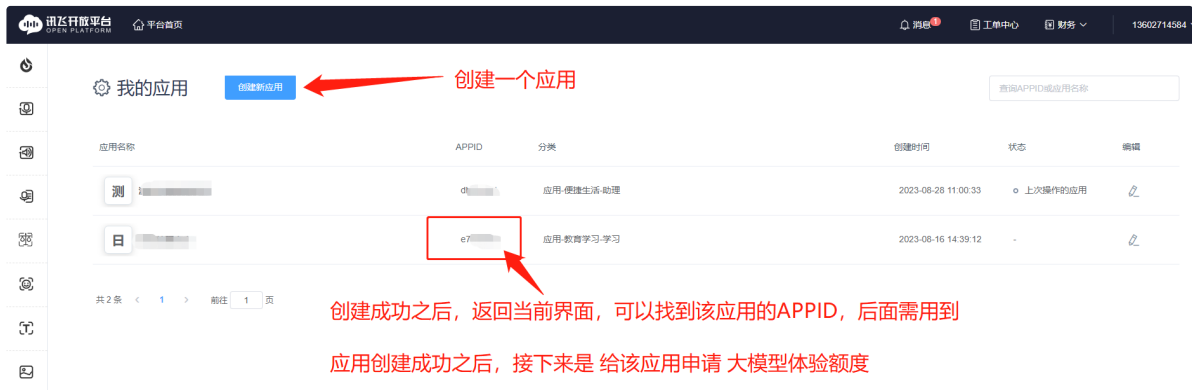 讯飞开放平台
OPEN PLATFORM
平台首页
消息 1
工单中心
财务
13602714584
我的应用
创建新应用
创建一个应用
查询APPID或应用名称
应用名称 APPID 分类 创建时间 状态 编辑
测 应用-便捷生活-助理 2023-08-28 11:00:33 上次操作的应用
日 e7 应用-教育学习-学习 2023-08-16 14:39:12 -
共 2 条 < 1 > 前往 1 页
创建成功之后，返回当前界面，可以找到该应用的APPID，后面需用到
应用创建成功之后，接下来是 给该应用申请 大模型体验额度